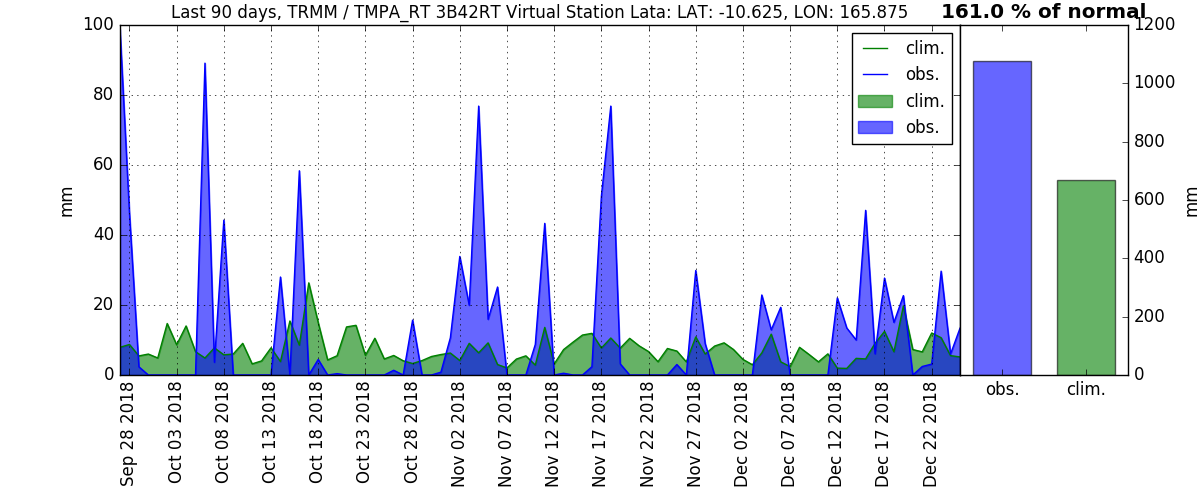 Last 90 days, TRMM / TMPA_RT 3B42RT Virtual Station Lata: LAT: -10.625, LON: 165.875
161.0 % of normal
100
80
60
40
20
0
mm
clim.
obs.
clim.
obs.
1200
1000
800
600
400
200
0
mm
obs.
clim.
Sep 28 2018
Oct 03 2018
Oct 08 2018
Oct 13 2018
Oct 18 2018
Oct 23 2018
Oct 28 2018
Nov 02 2018
Nov 07 2018
Nov 12 2018
Nov 17 2018
Nov 22 2018
Nov 27 2018
Dec 02 2018
Dec 07 2018
Dec 12 2018
Dec 17 2018
Dec 22 2018